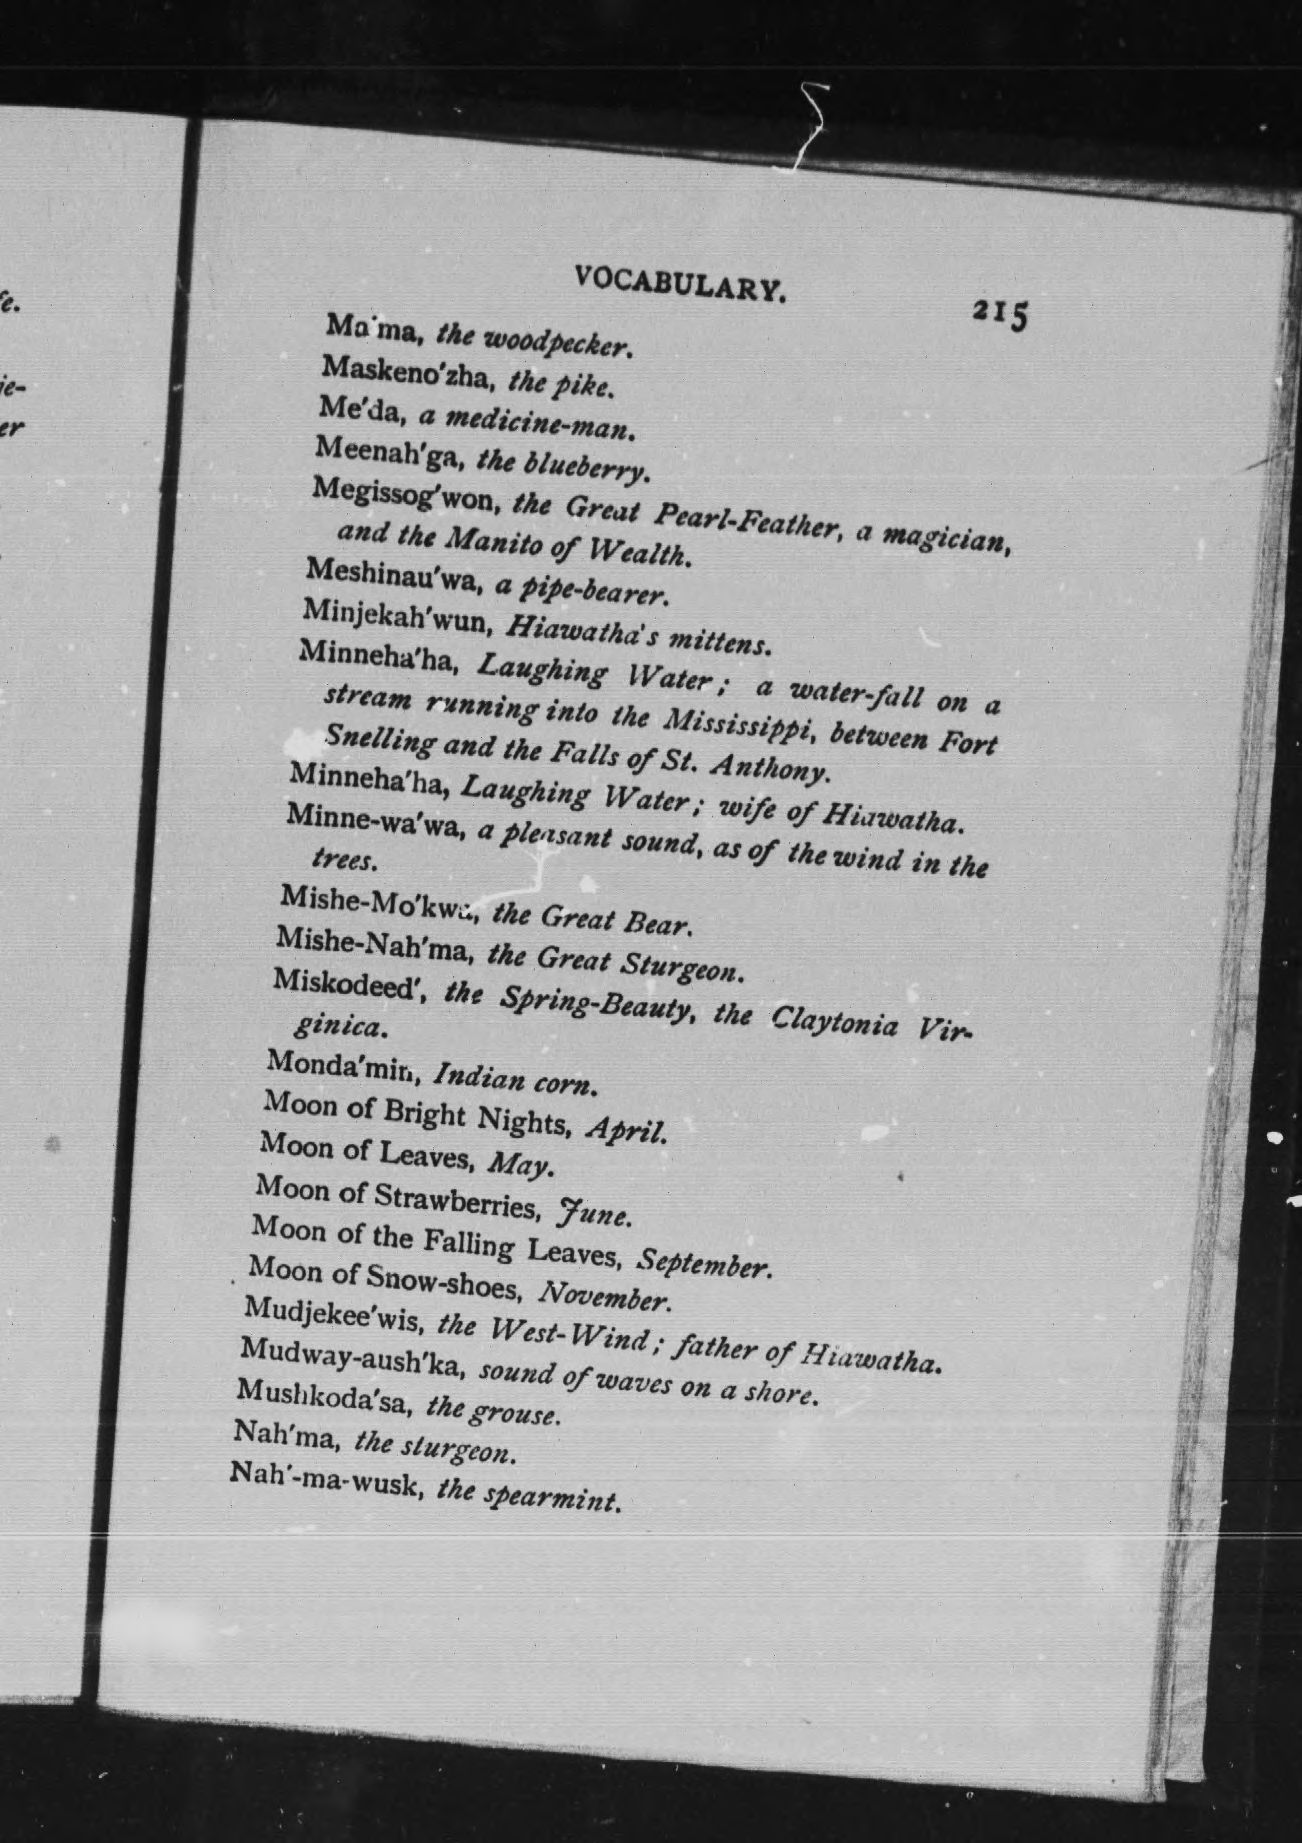 fe.
ie-
er
VOCABULARY. 215
Ma'ma, the woodpecker.
Maskeno'zha, the pike.
Me'da, a medicine-man.
Meenah'ga, the blueberry.
Megissog'won, the Great Pearl-Feather, a magician,
and the Manito of Wealth.
Meshinau'wa, a pipe-bearer.
Minjekah'wun, Hiawatha's mittens.
Minneha'ha, Laughing Water; a water-fall on a
stream running into the Mississippi, between Fort
Snelling and the Falls of St. Anthony.
Minneha'ha, Laughing Water; wife of Hiawatha.
Minne-wa'wa, a pleasant sound, as of the wind in the
trees.
Mishe-Mo'kwa, the Great Bear.
Mishe-Nah'ma, the Great Sturgeon.
Miskodeed', the Spring-Beauty, the Claytonia Vir-
ginica.
Monda'min, Indian corn.
Moon of Bright Nights, April.
Moon of Leaves, May.
Moon of Strawberries, June.
Moon of the Falling Leaves, September.
Moon of Snow-shoes, November.
Mudjekee'wis, the West-Wind; father of Hiawatha.
Mudway-aush'ka, sound of waves on a shore.
Mushkoda'sa, the grouse.
Nah'ma, the sturgeon.
Nah'-ma-wusk, the spearmint.